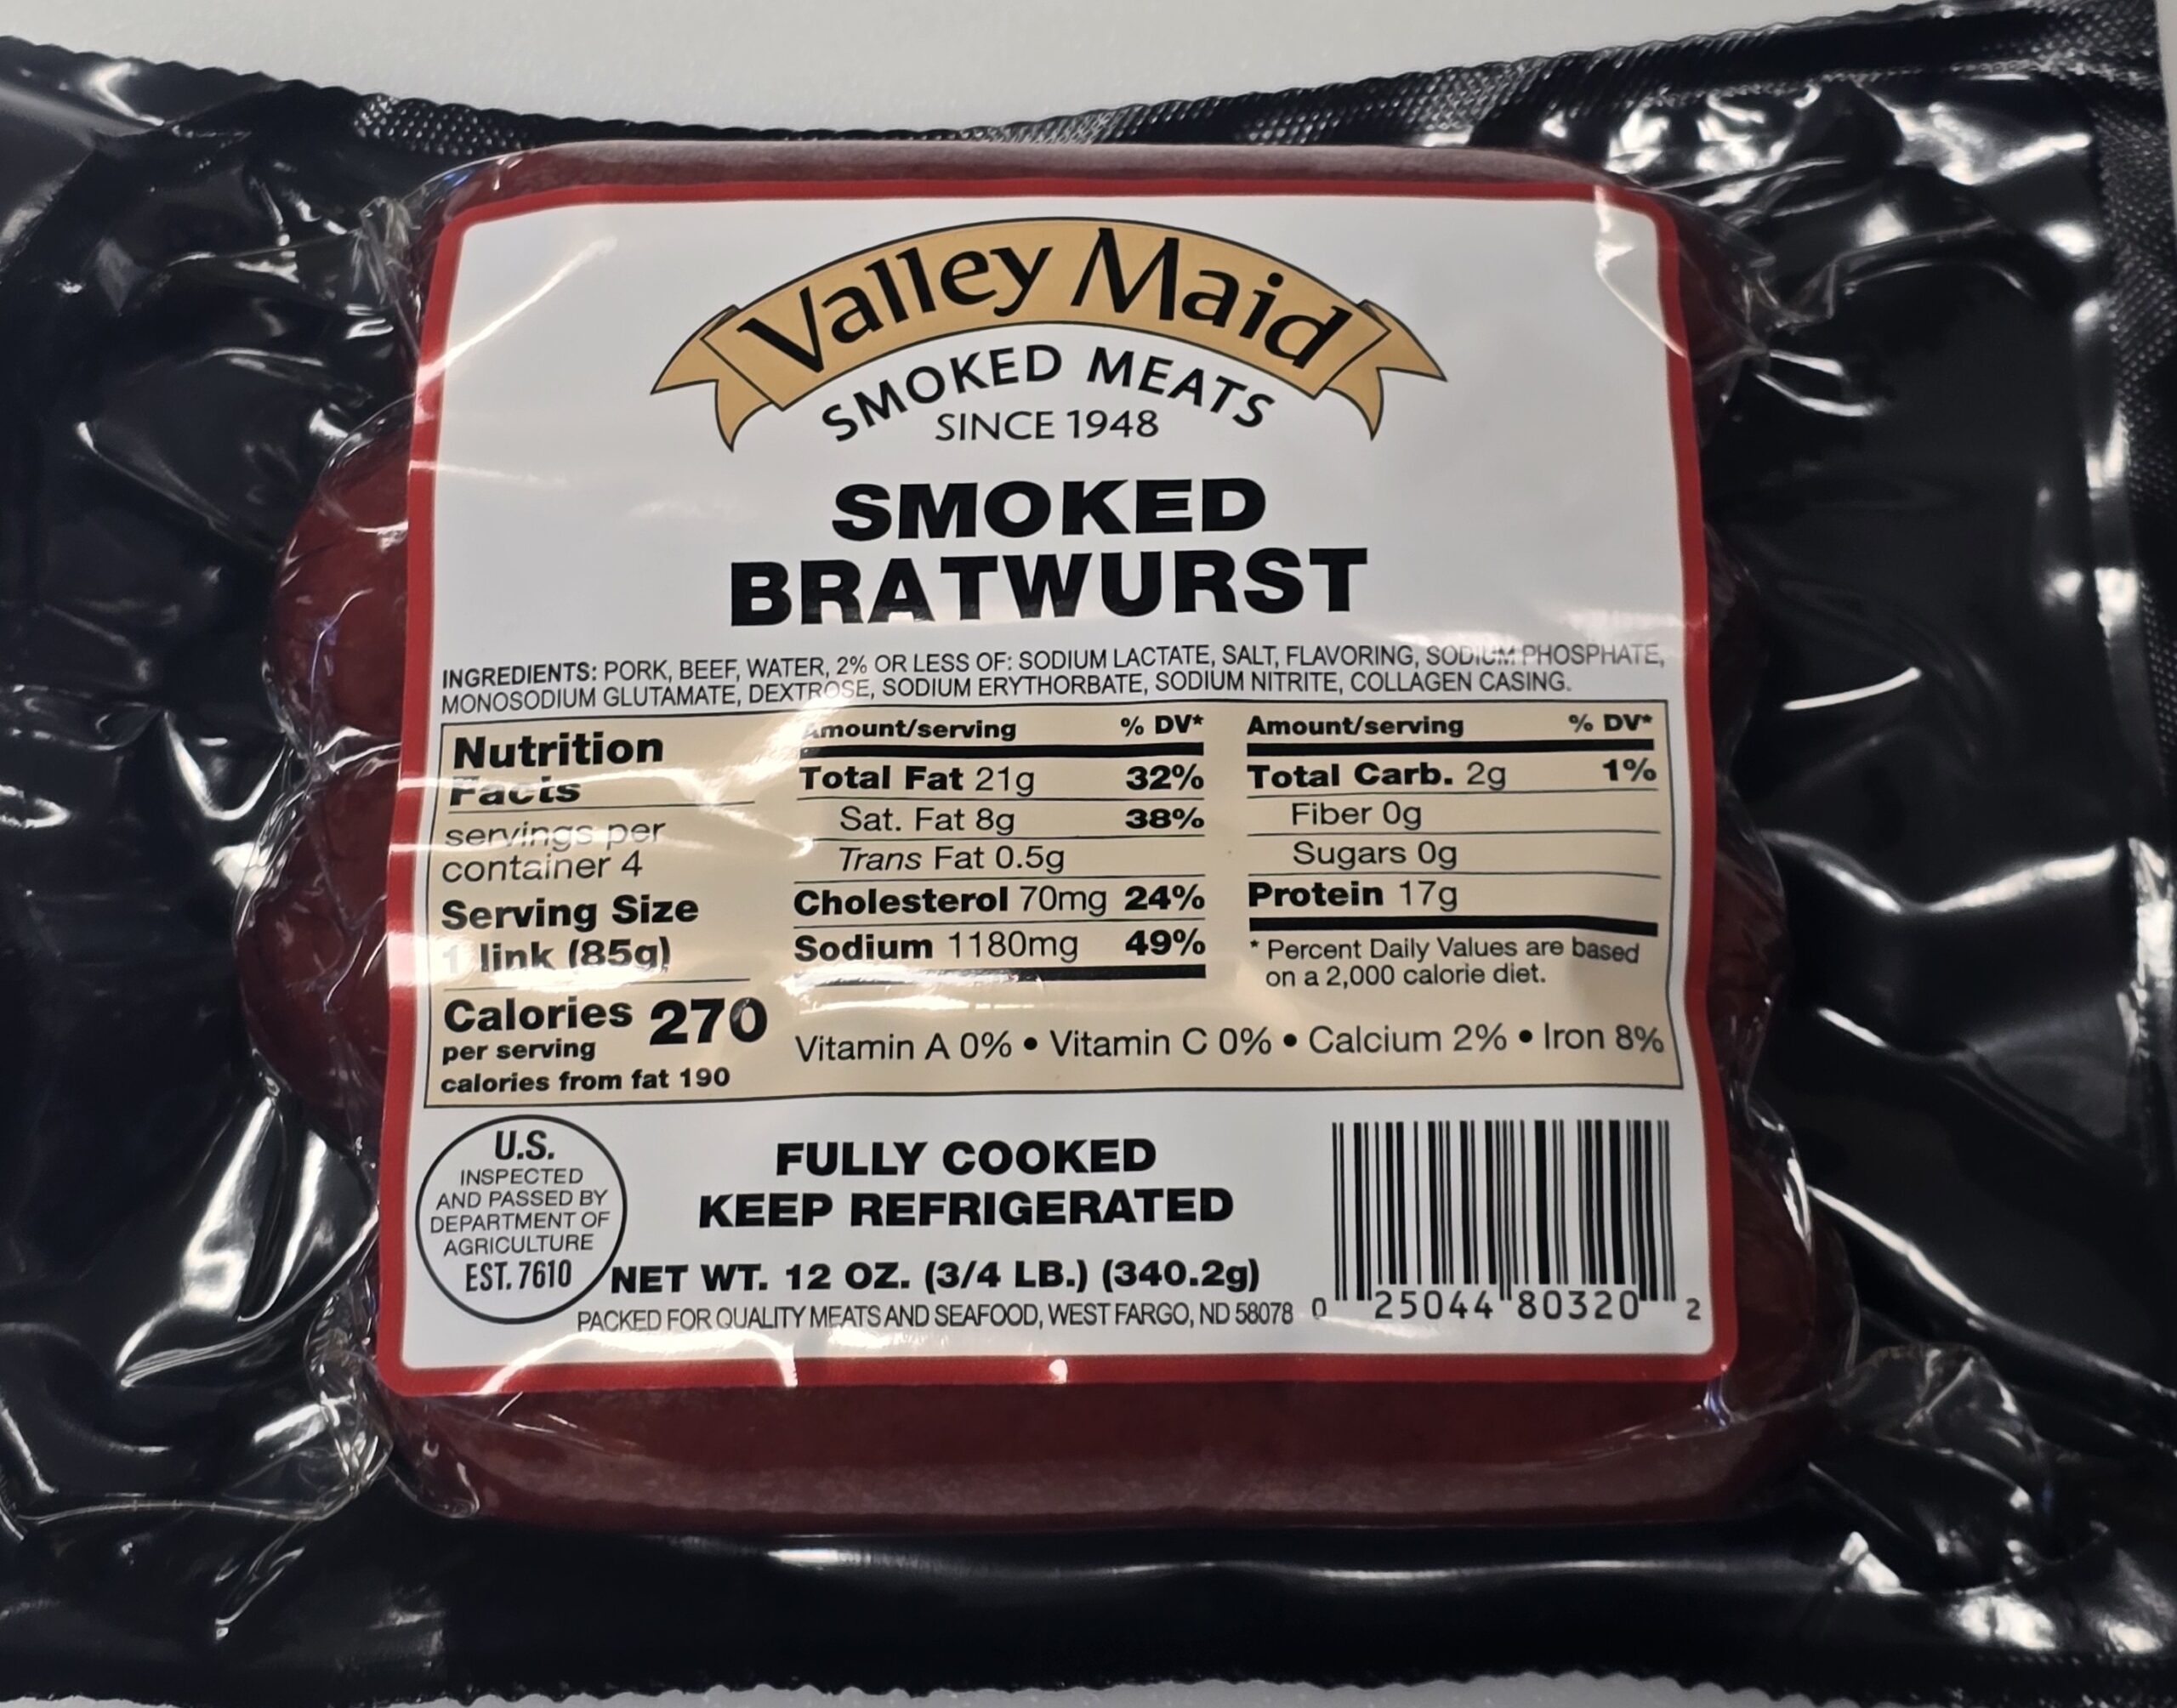 Valley Maid
SMOKED MEATS
SINCE 1948
SMOKED
BRATWURST
INGREDIENTS: PORK, BEEF, WATER, 2% OR LESS OF: SODIUM LACTATE, SALT, FLAVORING, SODIUM PHOSPHATE,
MONOSODIUM GLUTAMATE, DEXTROSE, SODIUM ERYTHORBATE, SODIUM NITRITE, COLLAGEN CASING.
Nutrition
Facts
servings per
container 4
Serving Size
1 link (85g)
Calories 270
per serving
calories from fat 190
Amount/serving % DV*
Total Fat 21g 32%
Sat. Fat 8g 38%
Trans Fat 0.5g
Cholesterol 70mg 24%
Sodium 1180mg 49%
Amount/serving % DV*
Total Carb. 2g 1%
Fiber 0g
Sugars 0g
Protein 17g
* Percent Daily Values are based
on a 2,000 calorie diet.
Vitamin A 0% • Vitamin C 0% • Calcium 2% • Iron 8%
U.S.
INSPECTED
AND PASSED BY
DEPARTMENT OF
AGRICULTURE
EST. 7610
FULLY COOKED
KEEP REFRIGERATED
NET WT. 12 OZ. (3/4 LB.) (340.2g)
PACKED FOR QUALITY MEATS AND SEAFOOD, WEST FARGO, ND 58078
0 25044 80320 2